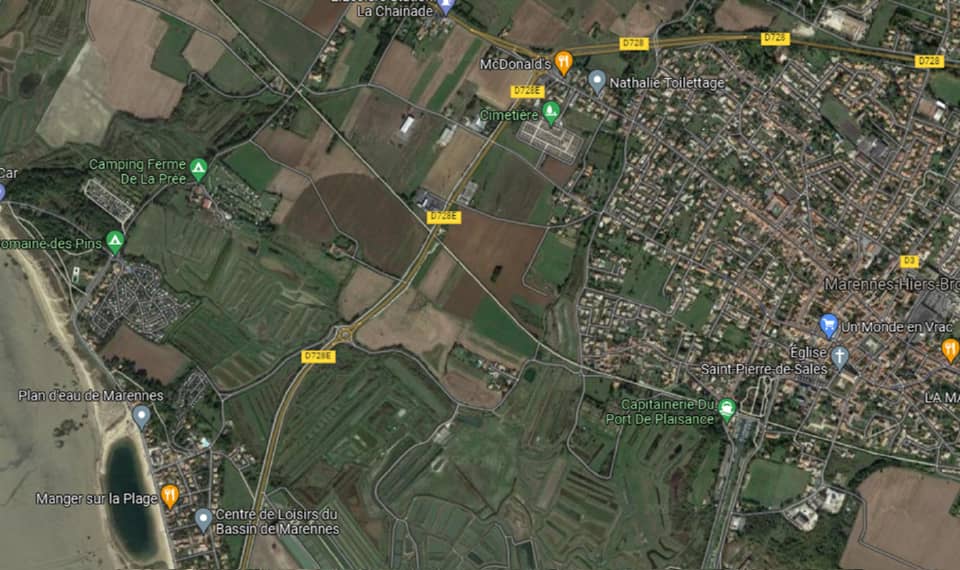 La Chainade
D728
D728
D728
McDonald's
Nathalie Toilettage
D728E
Cimetière
Camping Ferme
De La Prée
Car
D728E
omaine des Pins
D3
Marennes-Hiers-Bro
Un Monde en Vrac
Église
Saint-Pierre-de-Sales
D728E
Plan d'eau de Marennes
LA MA
Capitainerie Du
Port De Plaisance
Manger sur la Plage
Centre de Loisirs du
Bassin de Marennes